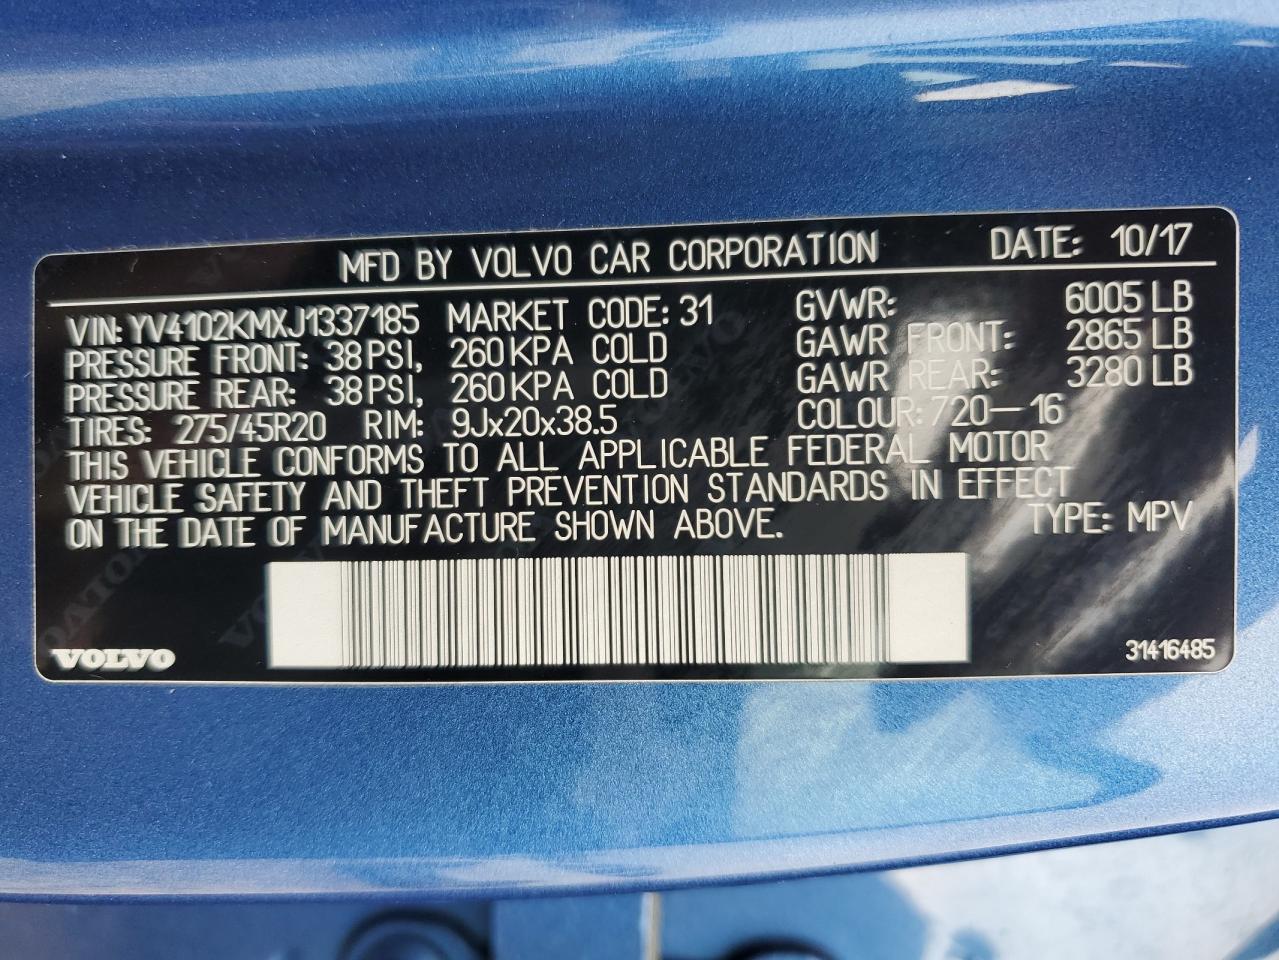 MFD BY VOLVO CAR CORPORATION DATE: 10/17
VIN: YV4102KMXJ1337185 MARKET CODE: 31 GVWR: 6005 LB
PRESSURE FRONT: 38 PSI, 260 KPA COLD GAWR FRONT: 2865 LB
PRESSURE REAR: 38 PSI, 260 KPA COLD GAWR REAR: 3280 LB
TIRES: 275/45R20 RIM: 9Jx20x38.5 COLOUR: 720-16
THIS VEHICLE CONFORMS TO ALL APPLICABLE FEDERAL MOTOR
VEHICLE SAFETY AND THEFT PREVENTION STANDARDS IN EFFECT
ON THE DATE OF MANUFACTURE SHOWN ABOVE. TYPE: MPV
VOLVO 31416485